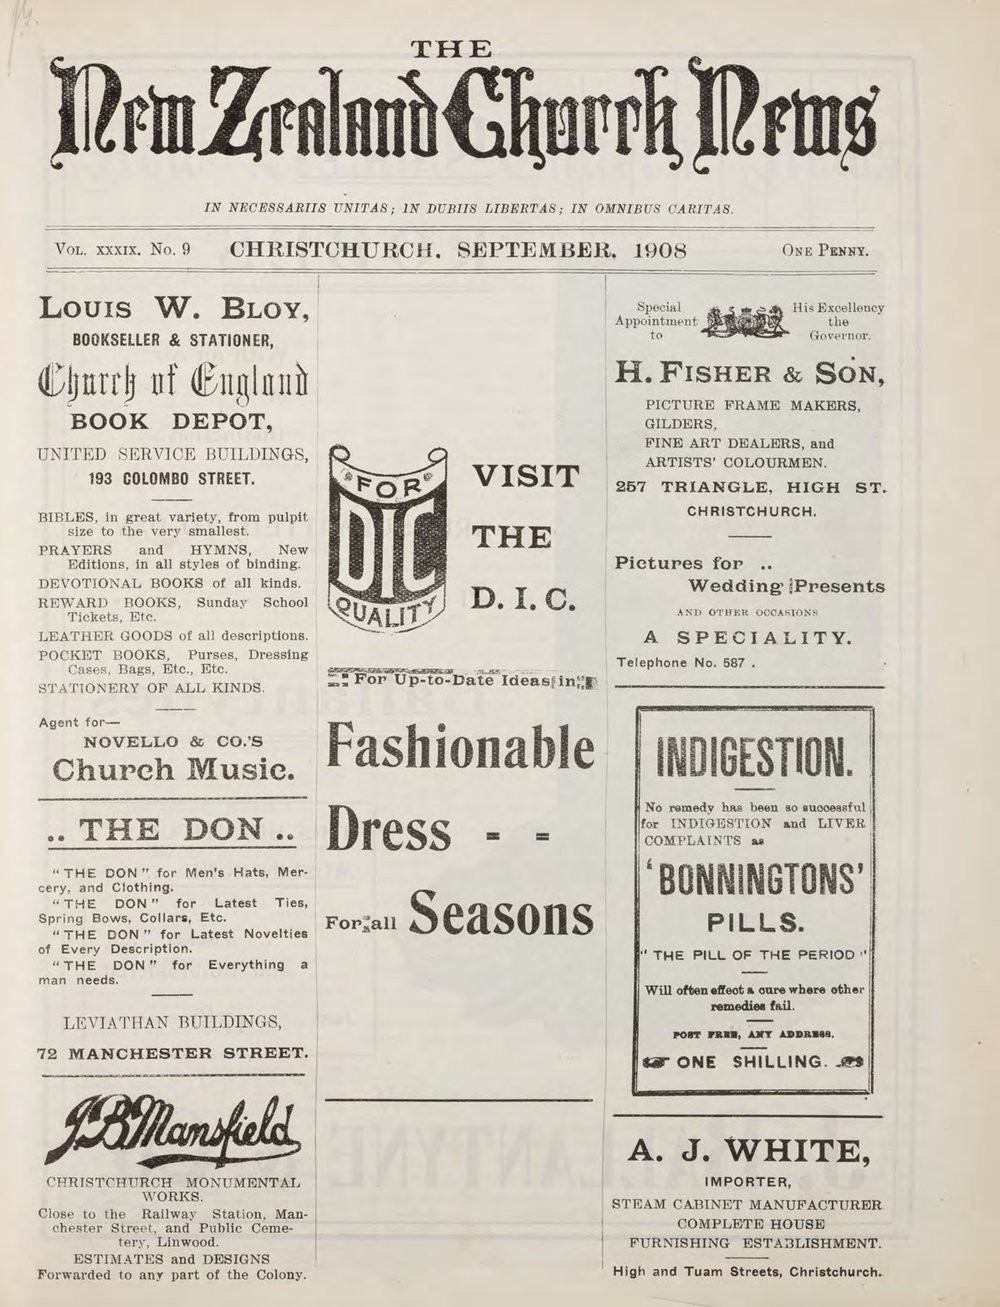 THE
New Zealand Church News
IN NECESSARIIS UNITAS; IN DUBIIS LIBERTAS; IN OMNIBUS CARITAS.
VOL. XXXIX. No. 9 CHRISTCHURCH, SEPTEMBER, 1908 ONE PENNY.
LOUIS W. BLOY,
BOOKSELLER & STATIONER,
Church of England
BOOK DEPOT,
UNITED SERVICE BUILDINGS,
193 COLOMBO STREET.
BIBLES, in great variety, from pulpit
size to the very smallest.
PRAYERS and HYMNS, New
Editions, in all styles of binding.
DEVOTIONAL BOOKS of all kinds.
REWARD BOOKS, Sunday School
Tickets, Etc.
LEATHER GOODS of all descriptions.
POCKET BOOKS, Purses, Dressing
Cases, Bags, Etc., Etc.
STATIONERY OF ALL KINDS.
Agent for—
NOVELLO & CO.'S
Church Music.
.. THE DON ..
"THE DON" for Men's Hats, Mer-
cery, and Clothing.
"THE DON" for Latest Ties,
Spring Bows, Collars, Etc.
"THE DON" for Latest Novelties
of Every Description.
"THE DON" for Everything a
man needs.
LEVIATHAN BUILDINGS,
72 MANCHESTER STREET.
J.B. Mansfield
CHRISTCHURCH MONUMENTAL
WORKS.
Close to the Railway Station, Man-
chester Street, and Public Ceme-
tery, Linwood.
ESTIMATES and DESIGNS
Forwarded to any part of the Colony.
FOR
DIC
QUALITY
VISIT
THE
D. I. C.
For Up-to-Date Ideas in
Fashionable
Dress - -
For all Seasons
Special
Appointment
to
His Excellency
the
Governor.
H. FISHER & SON,
PICTURE FRAME MAKERS,
GILDERS,
FINE ART DEALERS, and
ARTISTS' COLOURMEN.
257 TRIANGLE, HIGH ST.
CHRISTCHURCH.
Pictures for ..
Wedding Presents
AND OTHER OCCASIONS
A SPECIALITY.
Telephone No. 587 .
INDIGESTION.
No remedy has been so successful
for INDIGESTION and LIVER
COMPLAINTS as
'BONNINGTONS'
PILLS.
"THE PILL OF THE PERIOD"
Will often effect a cure where other
remedies fail.
POST FREE, ANY ADDRESS.
ONE SHILLING.
A. J. WHITE,
IMPORTER,
STEAM CABINET MANUFACTURER
COMPLETE HOUSE
FURNISHING ESTABLISHMENT.
High and Tuam Streets, Christchurch.